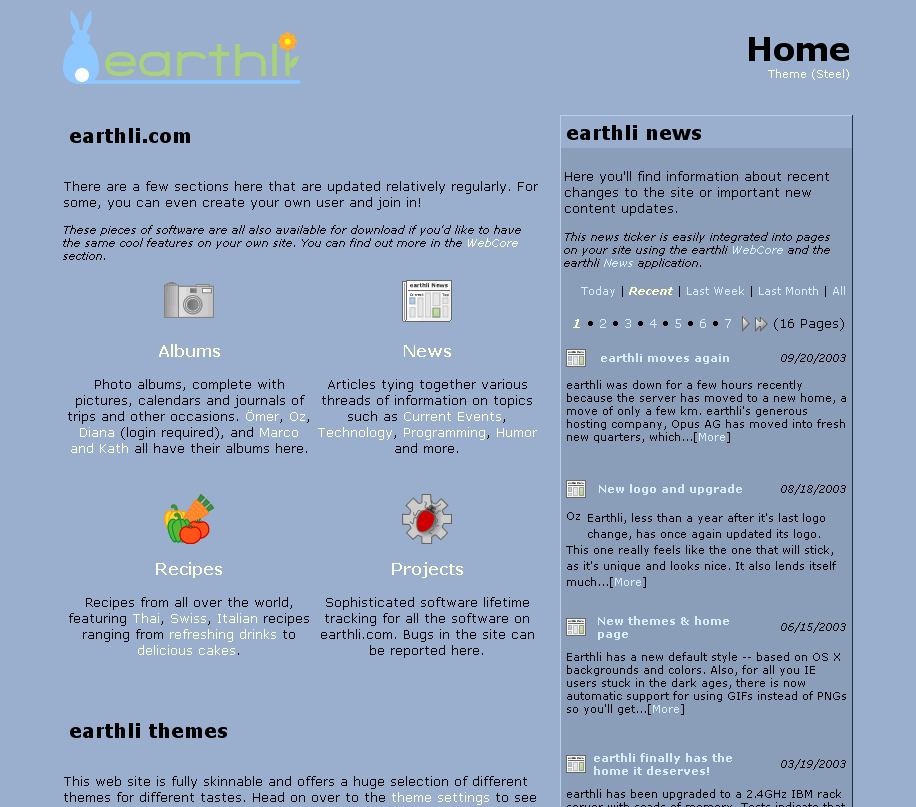 earthli
Home
Theme (Steel)
earthli.com
There are a few sections here that are updated relatively regularly. For
some, you can even create your own user and join in!
These pieces of software are all also available for download if you'd like to have
the same cool features on your own site. You can find out more in the WebCore
section.
Albums
Photo albums, complete with
pictures, calendars and journals of
trips and other occasions. Ömer, Oz,
Diana (login required), and Marco
and Kath all have their albums here.
earthli News
News
Articles tying together various
threads of information on topics
such as Current Events,
Technology, Programming, Humor
and more.
Recipes
Recipes from all over the world,
featuring Thai, Swiss, Italian recipes
ranging from refreshing drinks to
delicious cakes.
Projects
Sophisticated software lifetime
tracking for all the software on
earthli.com. Bugs in the site can
be reported here.
earthli themes
This web site is fully skinnable and offers a huge selection of different
themes for different tastes. Head on over to the theme settings to see
earthli news
Here you'll find information about recent
changes to the site or important new
content updates.
This news ticker is easily integrated into pages
on your site using the earthli WebCore and the
earthli News application.
Today | Recent | Last Week | Last Month | All
1 • 2 • 3 • 4 • 5 • 6 • 7 (16 Pages)
earthli moves again 09/20/2003
earthli was down for a few hours recently
because the server has moved to a new home, a
move of only a few km. earthli's generous
hosting company, Opus AG has moved into fresh
new quarters, which...[More]
New logo and upgrade 08/18/2003
Oz Earthli, less than a year after it's last logo
change, has once again updated its logo.
This one really feels like the one that will stick,
as it's unique and looks nice. It also lends itself
much...[More]
New themes & home
page 06/15/2003
Earthli has a new default style -- based on OS X
backgrounds and colors. Also, for all you IE
users stuck in the dark ages, there is now
automatic support for using GIFs instead of PNGs
so you'll get...[More]
earthli finally has the
home it deserves! 03/19/2003
earthli has been upgraded to a 2.4GHz IBM rack
server with scads of memory. Tests indicate that